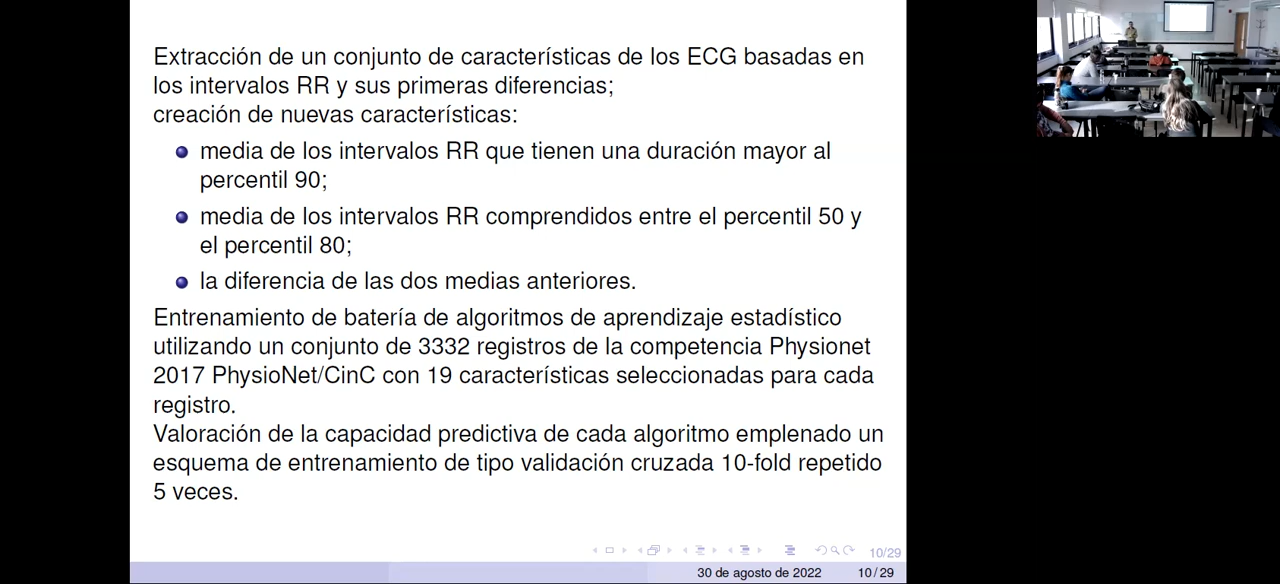 Extracción de un conjunto de características de los ECG basadas en
los intervalos RR y sus primeras diferencias;
creación de nuevas características:
media de los intervalos RR que tienen una duración mayor al
percentil 90;
media de los intervalos RR comprendidos entre el percentil 50 y
el percentil 80;
la diferencia de las dos medias anteriores.
Entrenamiento de batería de algoritmos de aprendizaje estadístico
utilizando un conjunto de 3332 registros de la competencia Physionet
2017 PhysioNet/CinC con 19 características seleccionadas para cada
registro.
Valoración de la capacidad predictiva de cada algoritmo emplenado un
esquema de entrenamiento de tipo validación cruzada 10-fold repetido
5 veces.
10/29
30 de agosto de 2022 10 / 29